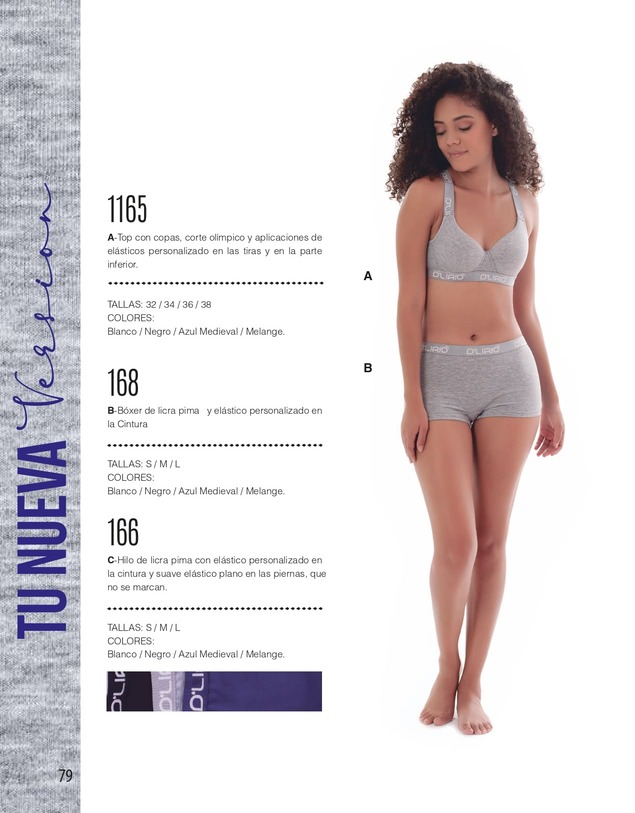 TU NUEVA Version
1165
A-Top con copas, corte olímpico y aplicaciones de
elásticos personalizado en las tiras y en la parte
inferior.
TALLAS: 32 / 34 / 36 / 38
COLORES:
Blanco / Negro / Azul Medieval / Melange.
168
B-Bóxer de licra pima y elástico personalizado en
la Cintura
TALLAS: S / M / L
COLORES:
Blanco / Negro / Azul Medieval / Melange.
166
C-Hilo de licra pima con elástico personalizado en
la cintura y suave elástico plano en las piernas, que
no se marcan.
TALLAS: S / M / L
COLORES:
Blanco / Negro / Azul Medieval / Melange.
D'LI
D'LI
D'LI
79
A
D'LIRIO D'LIRIO
B
D'LIRIO D'LIRIO